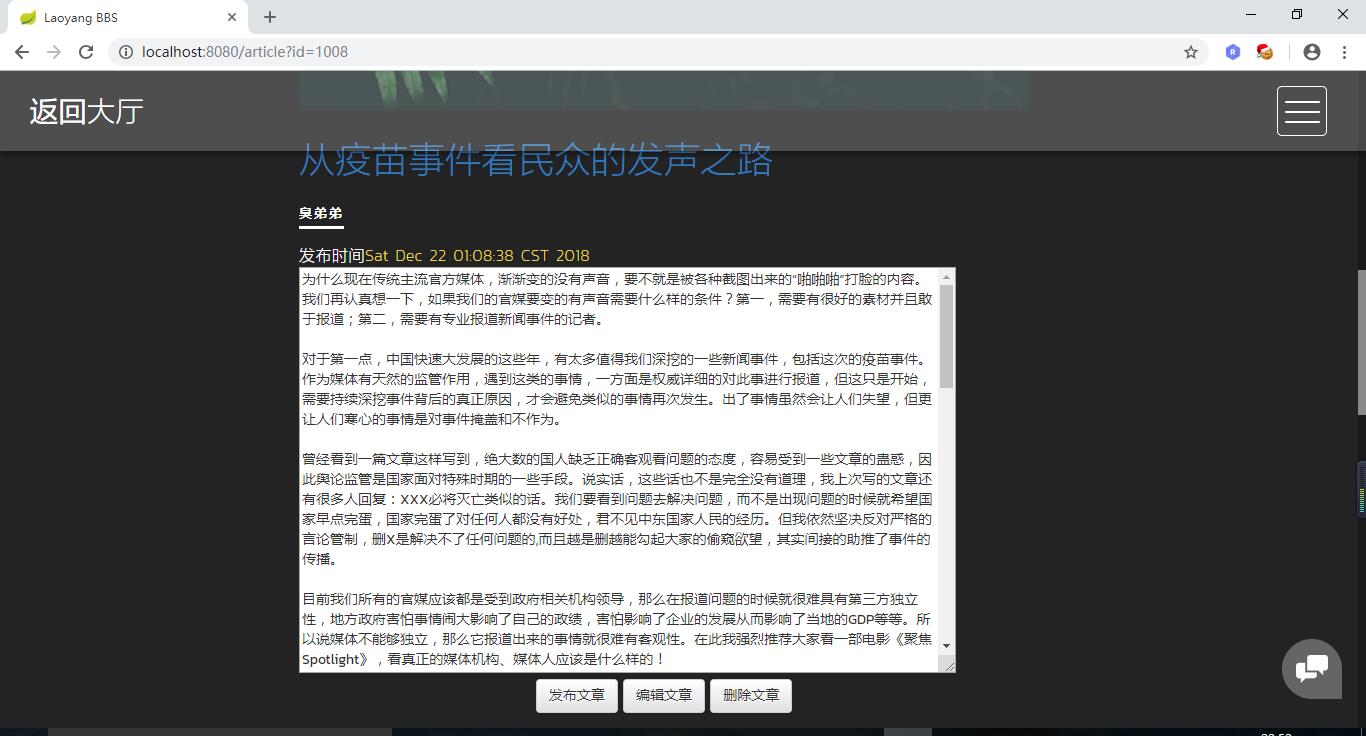 Laoyang BBS
localhost:8080/article?id=1008
返回大厅
从疫苗事件看民众的发声之路
臭弟弟
发布时间Sat Dec 22 01:08:38 CST 2018
为什么现在传统主流官方媒体，渐渐变的没有声音，要不就是被各种截图出来的“啪啪啪”打脸的内容。
我们再认真想一下，如果我们的官媒要变的有声音需要什么样的条件？第一，需要有很好的素材并且敢
于报道；第二，需要有专业报道新闻事件的记者。
对于第一点，中国快速大发展的这些年，有太多值得我们深挖的一些新闻事件，包括这次的疫苗事件。
作为媒体有天然的监管作用，遇到这类的事情，一方面是权威详细的对此事进行报道，但这只是开始，
需要持续深挖事件背后的真正原因，才会避免类似的事情再次发生。出了事情虽然会让人们失望，但更
让人们寒心的事情是对事件掩盖和不作为。
曾经看到一篇文章这样写到，绝大数的国人缺乏正确客观看问题的态度，容易受到一些文章的蛊惑，因
此舆论监管是国家面对特殊时期的一些手段。说实话，这些话也不是完全没有道理，我上次写的文章还
有很多人回复：XXX必将灭亡类似的话。我们要看到问题去解决问题，而不是出现问题的时候就希望国
家早点完蛋，国家完蛋了对任何人都没有好处，君不见中东国家人民的经历。但我依然坚决反对严格的
言论管制，删X是解决不了任何问题的,而且越是删越能勾起大家的偷窥欲望，其实间接的助推了事件的
传播。
目前我们所有的官媒应该都是受到政府相关机构领导，那么在报道问题的时候就很难具有第三方独立
性，地方政府害怕事情闹大影响了自己的政绩，害怕影响了企业的发展从而影响了当地的GDP等等。所
以说媒体不能够独立，那么它报道出来的事情就很难有客观性。在此我强烈推荐大家看一部电影《聚焦
Spotlight》，看真正的媒体机构、媒体人应该是什么样的！
发布文章 编辑文章 删除文章